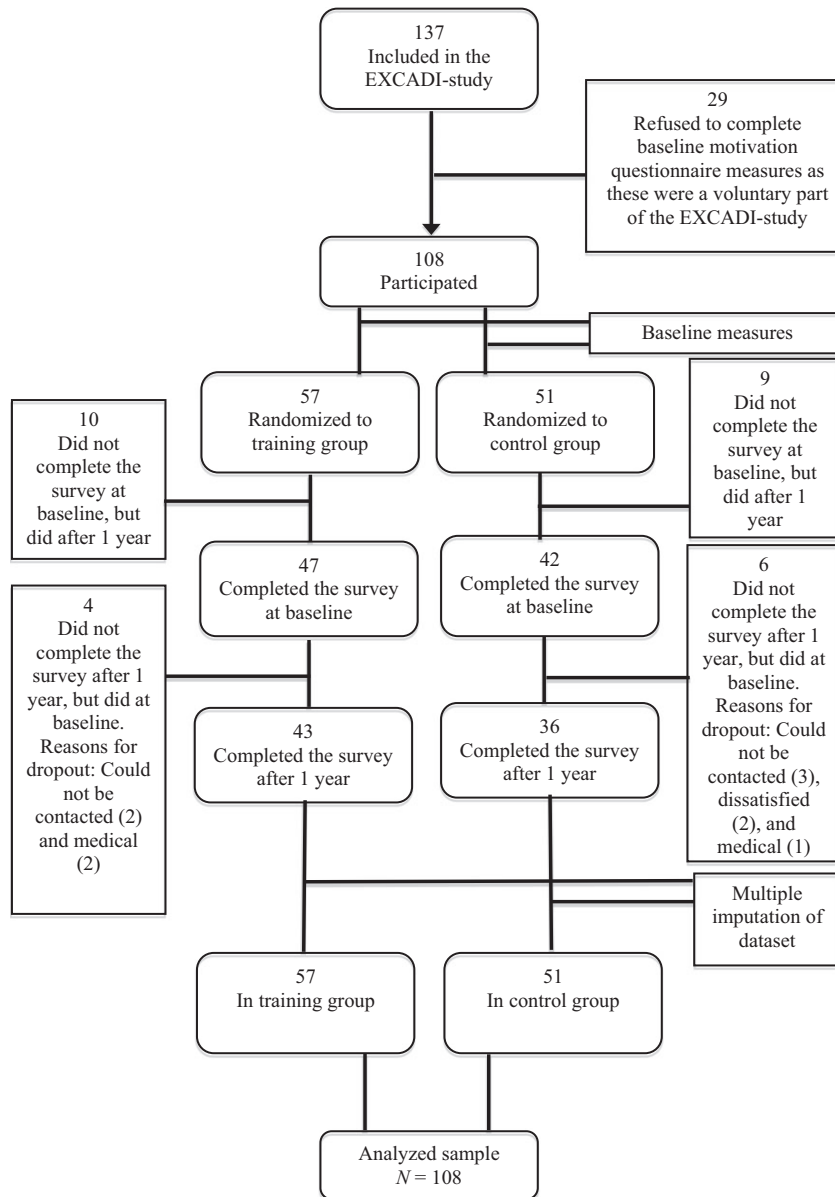 137
Included in the
EXCADI-study
29
Refused to complete
baseline motivation
questionnaire measures as
these were a voluntary part
of the EXCADI-study
108
Participated
Baseline measures
57
Randomized to
training group
51
Randomized to
control group
10
Did not
complete the
survey at
baseline, but
did after 1 year
9
Did not
complete the
survey at
baseline, but
did after 1
year
47
Completed the survey
at baseline
42
Completed the survey
at baseline
4
Did not
complete the
survey after 1
year, but did at
baseline.
Reasons for
dropout: Could
not be
contacted (2)
and medical
(2)
6
Did not
complete the
survey after 1
year, but did at
baseline.
Reasons for
dropout: Could
not be
contacted (3),
dissatisfied
(2), and
medical (1)
43
Completed the survey
after 1 year
36
Completed the survey
after 1 year
Multiple
imputation of
dataset
57
In training group
51
In control group
Analyzed sample
N = 108